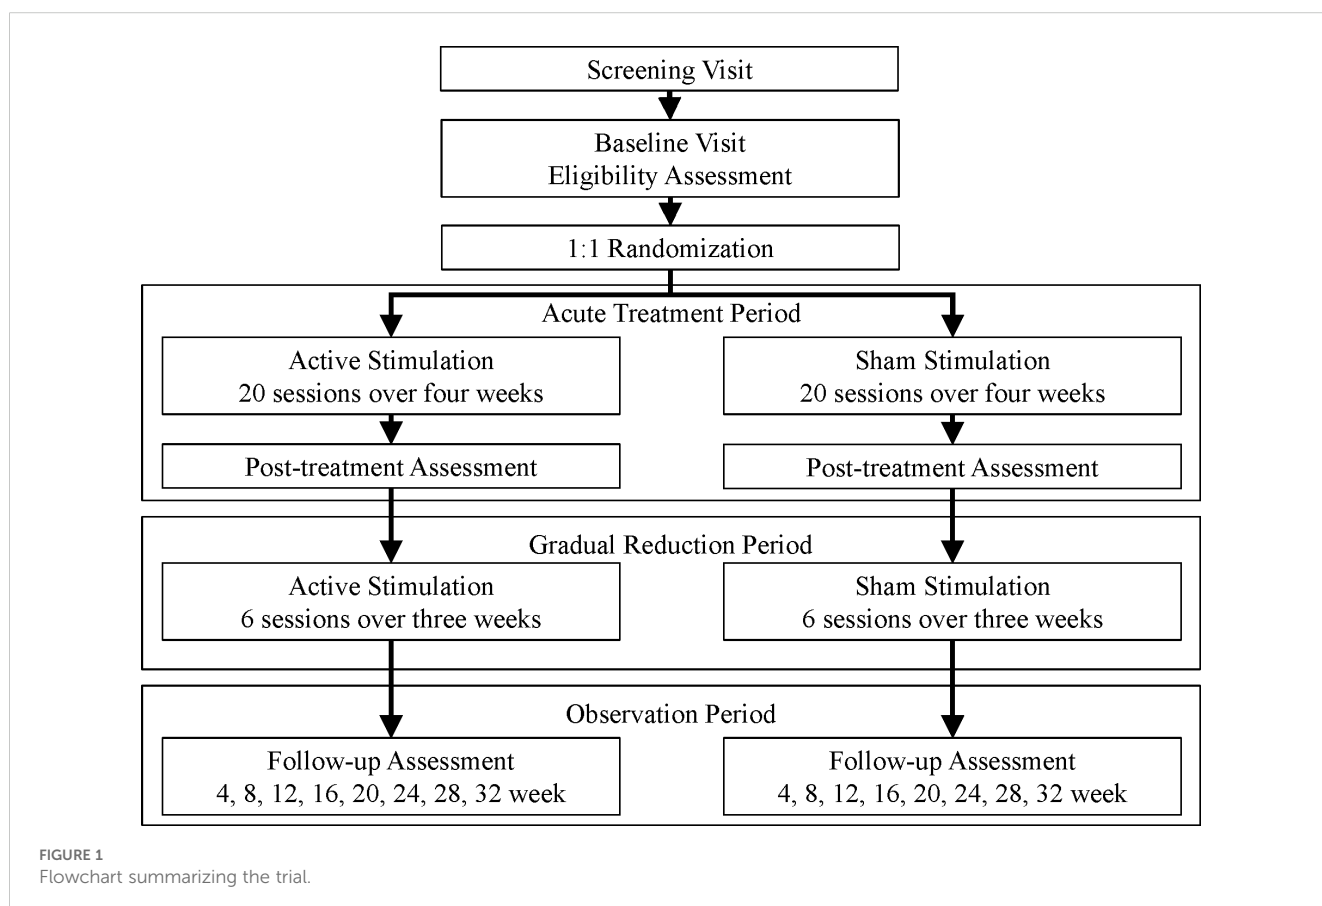 Screening Visit
Baseline Visit
Eligibility Assessment
1:1 Randomization
Acute Treatment Period
Active Stimulation
20 sessions over four weeks
Sham Stimulation
20 sessions over four weeks
Post-treatment Assessment
Post-treatment Assessment
Gradual Reduction Period
Active Stimulation
6 sessions over three weeks
Sham Stimulation
6 sessions over three weeks
Observation Period
Follow-up Assessment
4, 8, 12, 16, 20, 24, 28, 32 week
Follow-up Assessment
4, 8, 12, 16, 20, 24, 28, 32 week
FIGURE 1
Flowchart summarizing the trial.